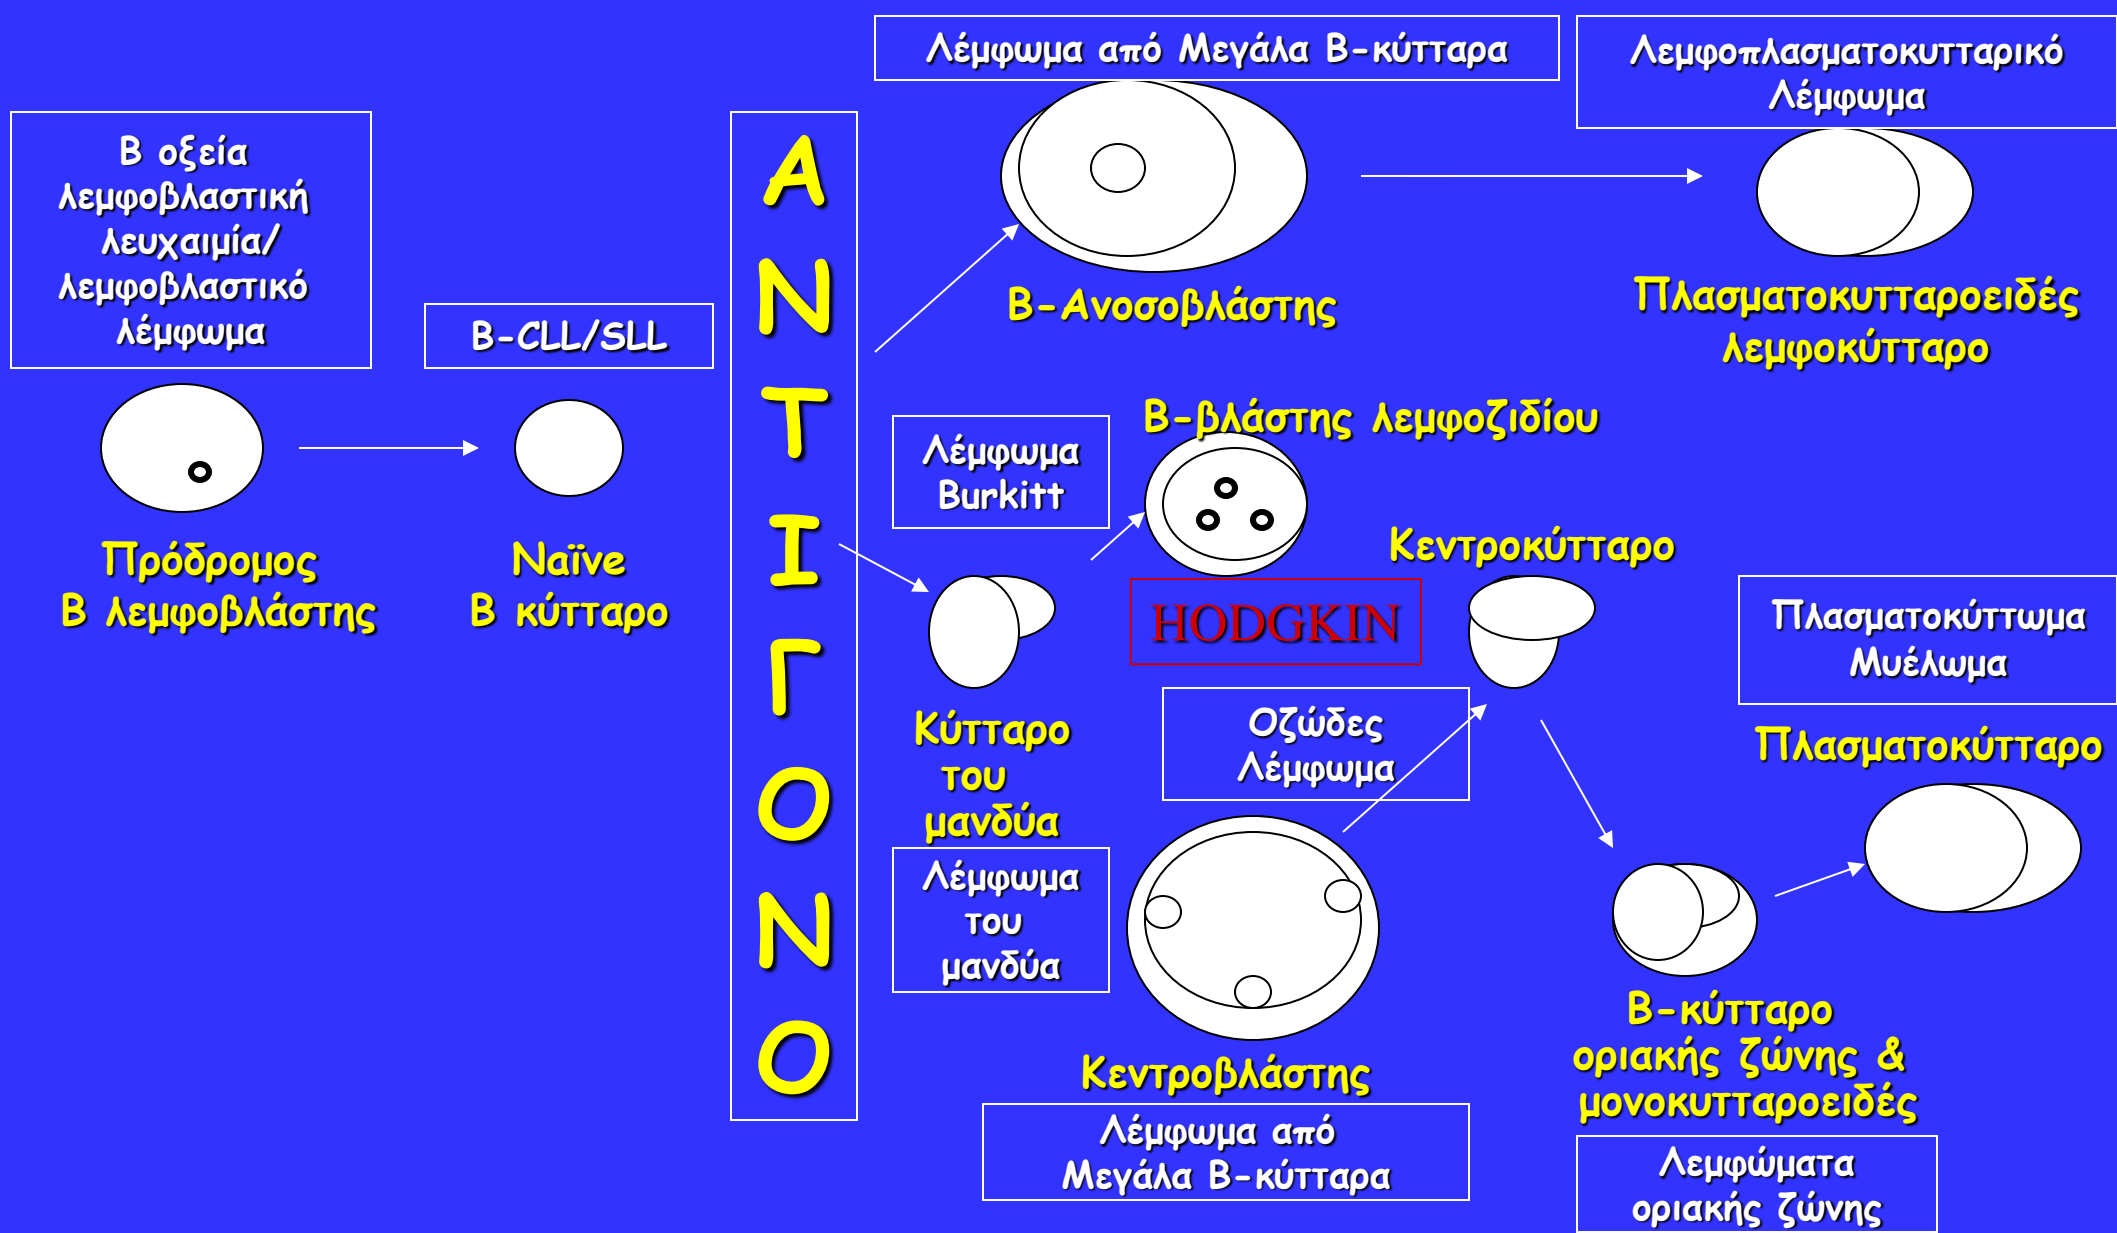 Λέμφωμα από Μεγάλα Β-κύτταρα
Λεμφοπλασματοκυτταρικό
Λέμφωμα
Β οξεία
λεμφοβλαστική
λευχαιμία/
λεμφοβλαστικό
λέμφωμα
B-CLL/SLL
Α
Ν
Τ
Ι
Γ
Ο
Ν
Ο
Β-Ανοσοβλάστης
Πλασματοκυτταροειδές
λεμφοκύτταρο
Β-βλάστης λεμφοζιδίου
Λέμφωμα
Burkitt
Πρόδρομος
Β λεμφοβλάστης
Naïve
Β κύτταρο
Κεντροκύτταρο
HODGKIN
Πλασματοκύττωμα
Μυέλωμα
Κύτταρο
του
μανδύα
Οζώδες
Λέμφωμα
Πλασματοκύτταρο
Λέμφωμα
του
μανδύα
Κεντροβλάστης
Λέμφωμα από
Μεγάλα Β-κύτταρα
Β-κύτταρο
οριακής ζώνης &
μονοκυτταροειδές
Λεμφώματα
οριακής ζώνης